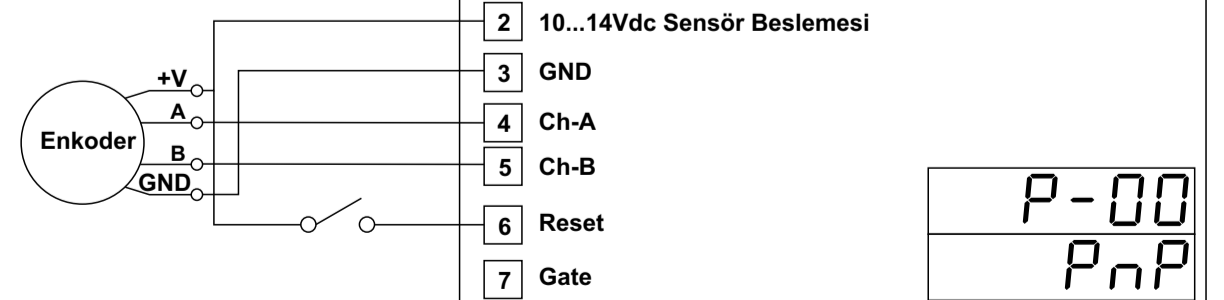 2 10...14Vdc Sensör Beslemesi
+V
3 GND
A
4 Ch-A
Enkoder
B
5 Ch-B
GND
P-00
6 Reset
PnP
7 Gate